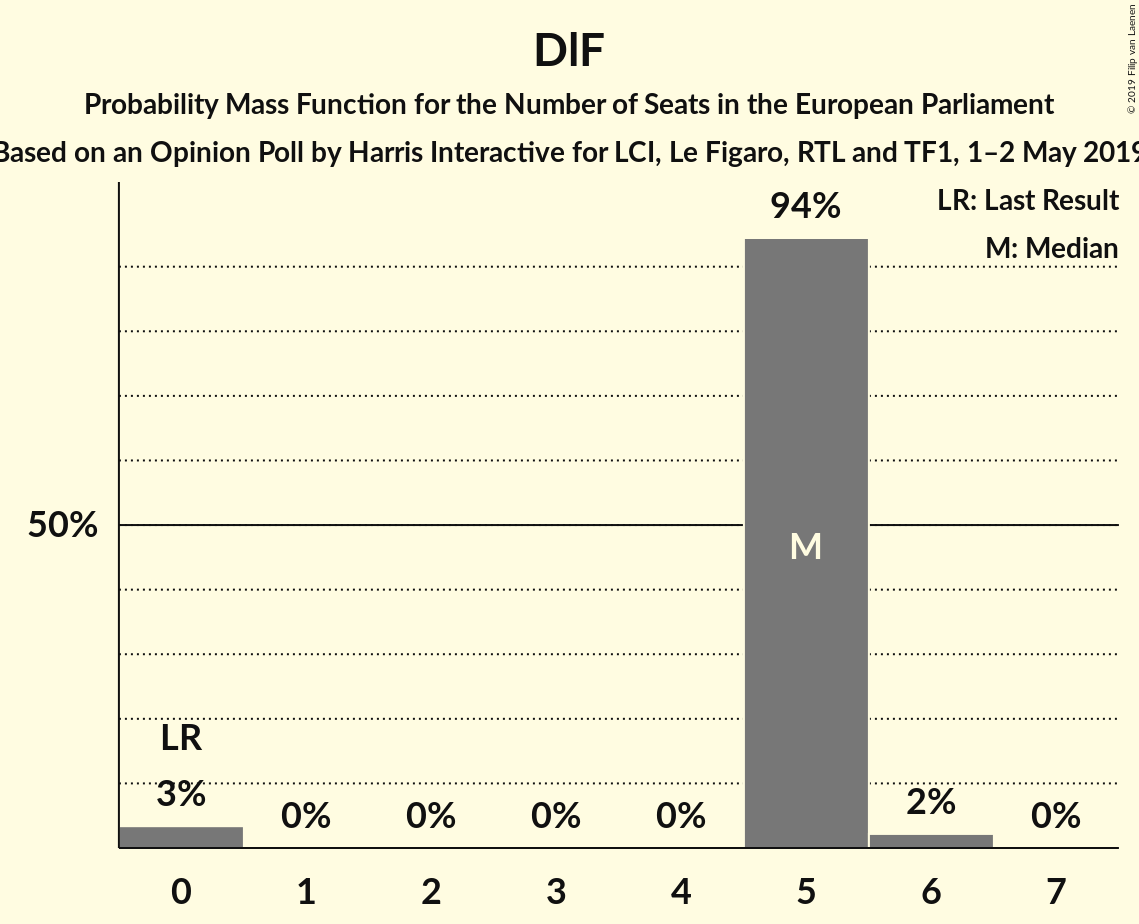 DlF
Probability Mass Function for the Number of Seats in the European Parliament
Based on an Opinion Poll by Harris Interactive for LCI, Le Figaro, RTL and TF1, 1–2 May 2019
© 2019 Filip van Laenen
LR: Last Result
M: Median
94%
50%
M
LR
3%
0%
0%
0%
0%
2%
0%
0 1 2 3 4 5 6 7